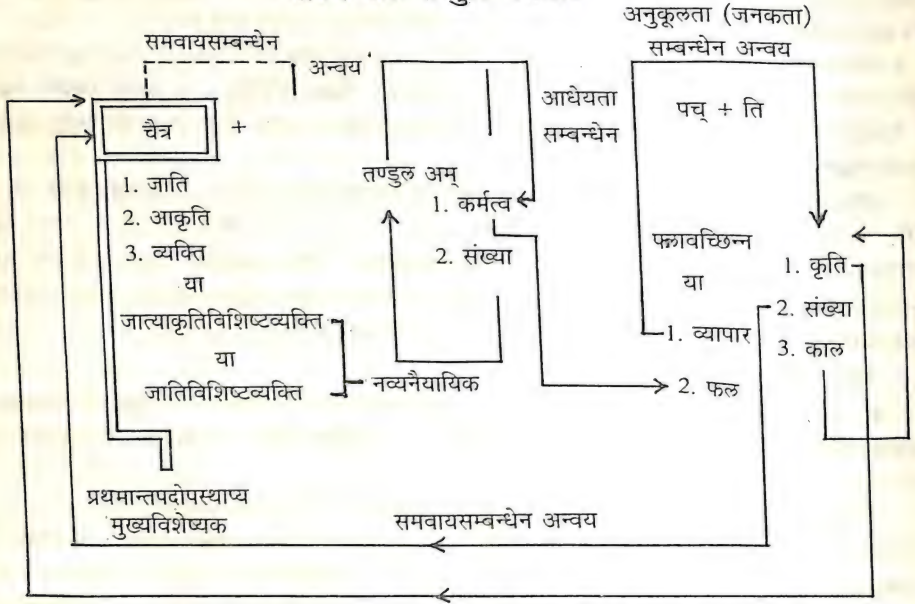 अनुकूलता (जनकता)
समवायसम्बन्धेन
सम्बन्धेन अन्वय
अन्वय
आधेयता
सम्बन्धेन
चैत्र +
पच् + ति
तण्डुल अम्
1. जाति
2. आकृति
3. व्यक्ति
या
जात्याकृतिविशिष्टव्यक्ति
या
जातिविशिष्टव्यक्ति
नव्यनैयायिक
1. कर्मत्व
2. संख्या
फ्लावच्छिन्न
या
1. व्यापार
2. फल
1. कृति
2. संख्या
3. काल
प्रथमान्तपदोपस्थाप्य
मुख्यविशेष्यक
समवायसम्बन्धेन अन्वय